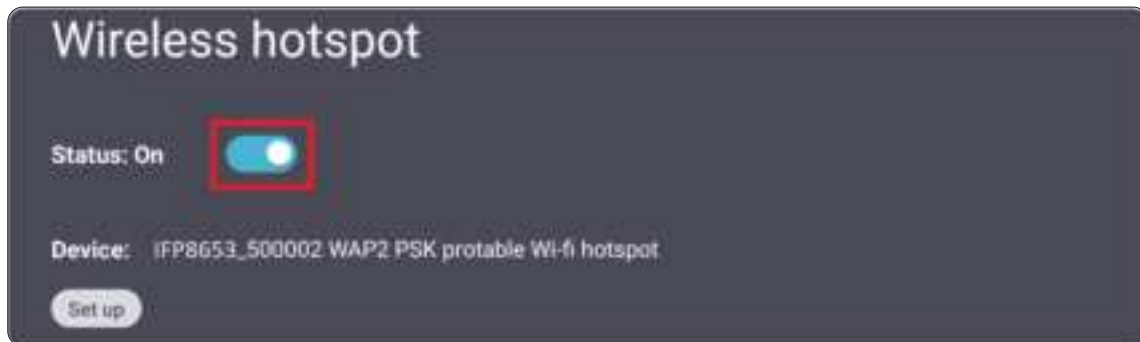 Wireless hotspot
Status: On
Device: IFP8653_500002 WAP2 PSK protable Wi-fi hotspot
Set up